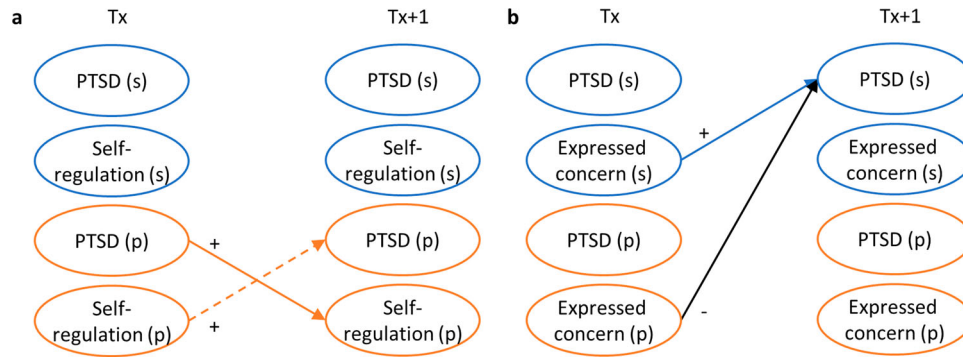 a Tx Tx+1
PTSD (s) PTSD (s)
Self-
regulation (s)
Self-
regulation (s)
PTSD (p) + PTSD (p)
Self-
regulation (p)
+
Self-
regulation (p)
b Tx Tx+1
PTSD (s) PTSD (s)
+
Expressed
concern (s)
Expressed
concern (s)
PTSD (p) PTSD (p)
Expressed
concern (p)
-
Expressed
concern (p)